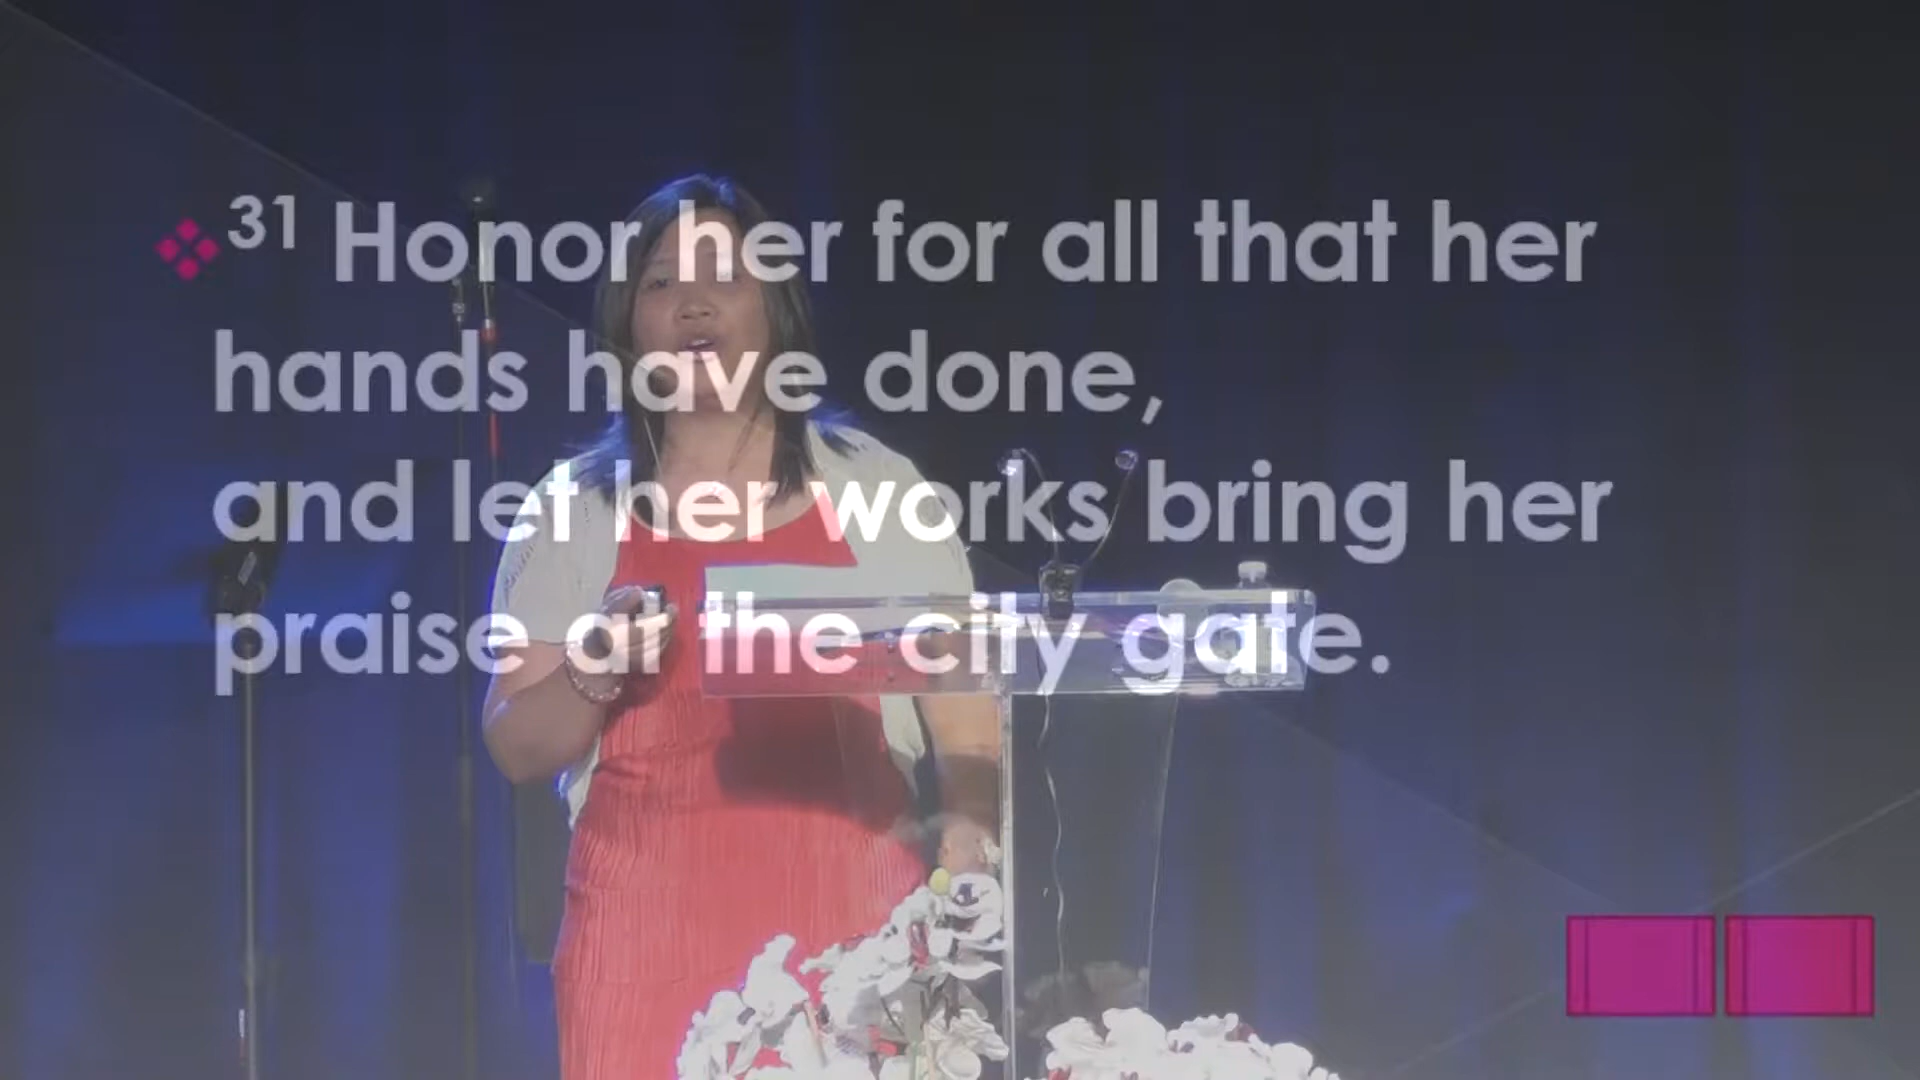 31 Honor her for all that her
hands have done,
and let her works bring her
praise at the city gate.